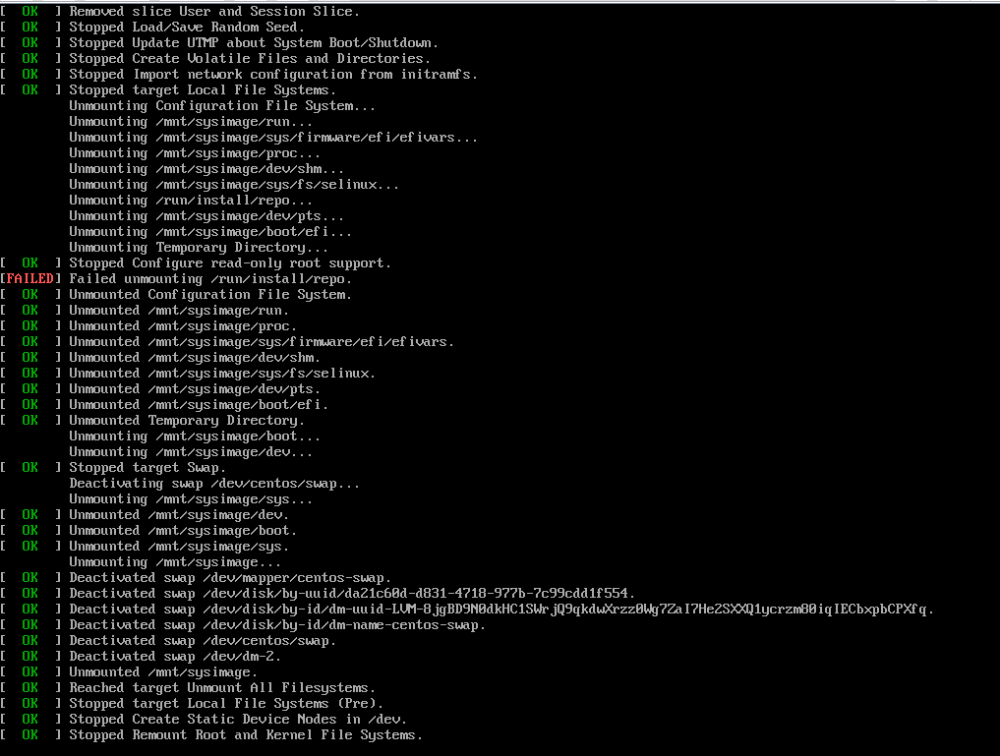 [  OK  ] Removed slice User and Session Slice.
[  OK  ] Stopped Load/Save Random Seed.
[  OK  ] Stopped Update UTMP about System Boot/Shutdown.
[  OK  ] Stopped Create Volatile Files and Directories.
[  OK  ] Stopped Import network configuration from initramfs.
[  OK  ] Stopped target Local File Systems.
Unmounting Configuration File System...
Unmounting /mnt/sysimage/run...
Unmounting /mnt/sysimage/sys/firmware/efi/efivars...
Unmounting /mnt/sysimage/proc...
Unmounting /mnt/sysimage/dev/shm...
Unmounting /mnt/sysimage/sys/fs/selinux...
Unmounting /run/install/repo...
Unmounting /mnt/sysimage/dev/pts...
Unmounting /mnt/sysimage/boot/efi...
Unmounting Temporary Directory...
[  OK  ] Stopped Configure read-only root support.
[FAILED] Failed unmounting /run/install/repo.
[  OK  ] Unmounted Configuration File System.
[  OK  ] Unmounted /mnt/sysimage/run.
[  OK  ] Unmounted /mnt/sysimage/proc.
[  OK  ] Unmounted /mnt/sysimage/sys/firmware/efi/efivars.
[  OK  ] Unmounted /mnt/sysimage/dev/shm.
[  OK  ] Unmounted /mnt/sysimage/sys/fs/selinux.
[  OK  ] Unmounted /mnt/sysimage/dev/pts.
[  OK  ] Unmounted /mnt/sysimage/boot/efi.
[  OK  ] Unmounted Temporary Directory.
Unmounting /mnt/sysimage/boot...
Unmounting /mnt/sysimage/dev...
[  OK  ] Stopped target Swap.
Deactivating swap /dev/centos/swap...
Unmounting /mnt/sysimage/sys...
[  OK  ] Unmounted /mnt/sysimage/dev.
[  OK  ] Unmounted /mnt/sysimage/boot.
[  OK  ] Unmounted /mnt/sysimage/sys.
Unmounting /mnt/sysimage...
[  OK  ] Deactivated swap /dev/mapper/centos-swap.
[  OK  ] Deactivated swap /dev/disk/by-uuid/da21c60d-d831-4718-977b-7c99cdd1f554.
[  OK  ] Deactivated swap /dev/disk/by-id/dm-uuid-LVM-8jgBD9N0dkHC1SWrjQ9qkdwXrzz0Wg7Zal7He2SXXQ1ycrzm80iqIECbxpbCPXfq.
[  OK  ] Deactivated swap /dev/disk/by-id/dm-name-centos-swap.
[  OK  ] Deactivated swap /dev/centos/swap.
[  OK  ] Deactivated swap /dev/dm-2.
[  OK  ] Unmounted /mnt/sysimage.
[  OK  ] Reached target Unmount All Filesystems.
[  OK  ] Stopped target Local File Systems (Pre).
[  OK  ] Stopped Create Static Device Nodes in /dev.
[  OK  ] Stopped Remount Root and Kernel File Systems.